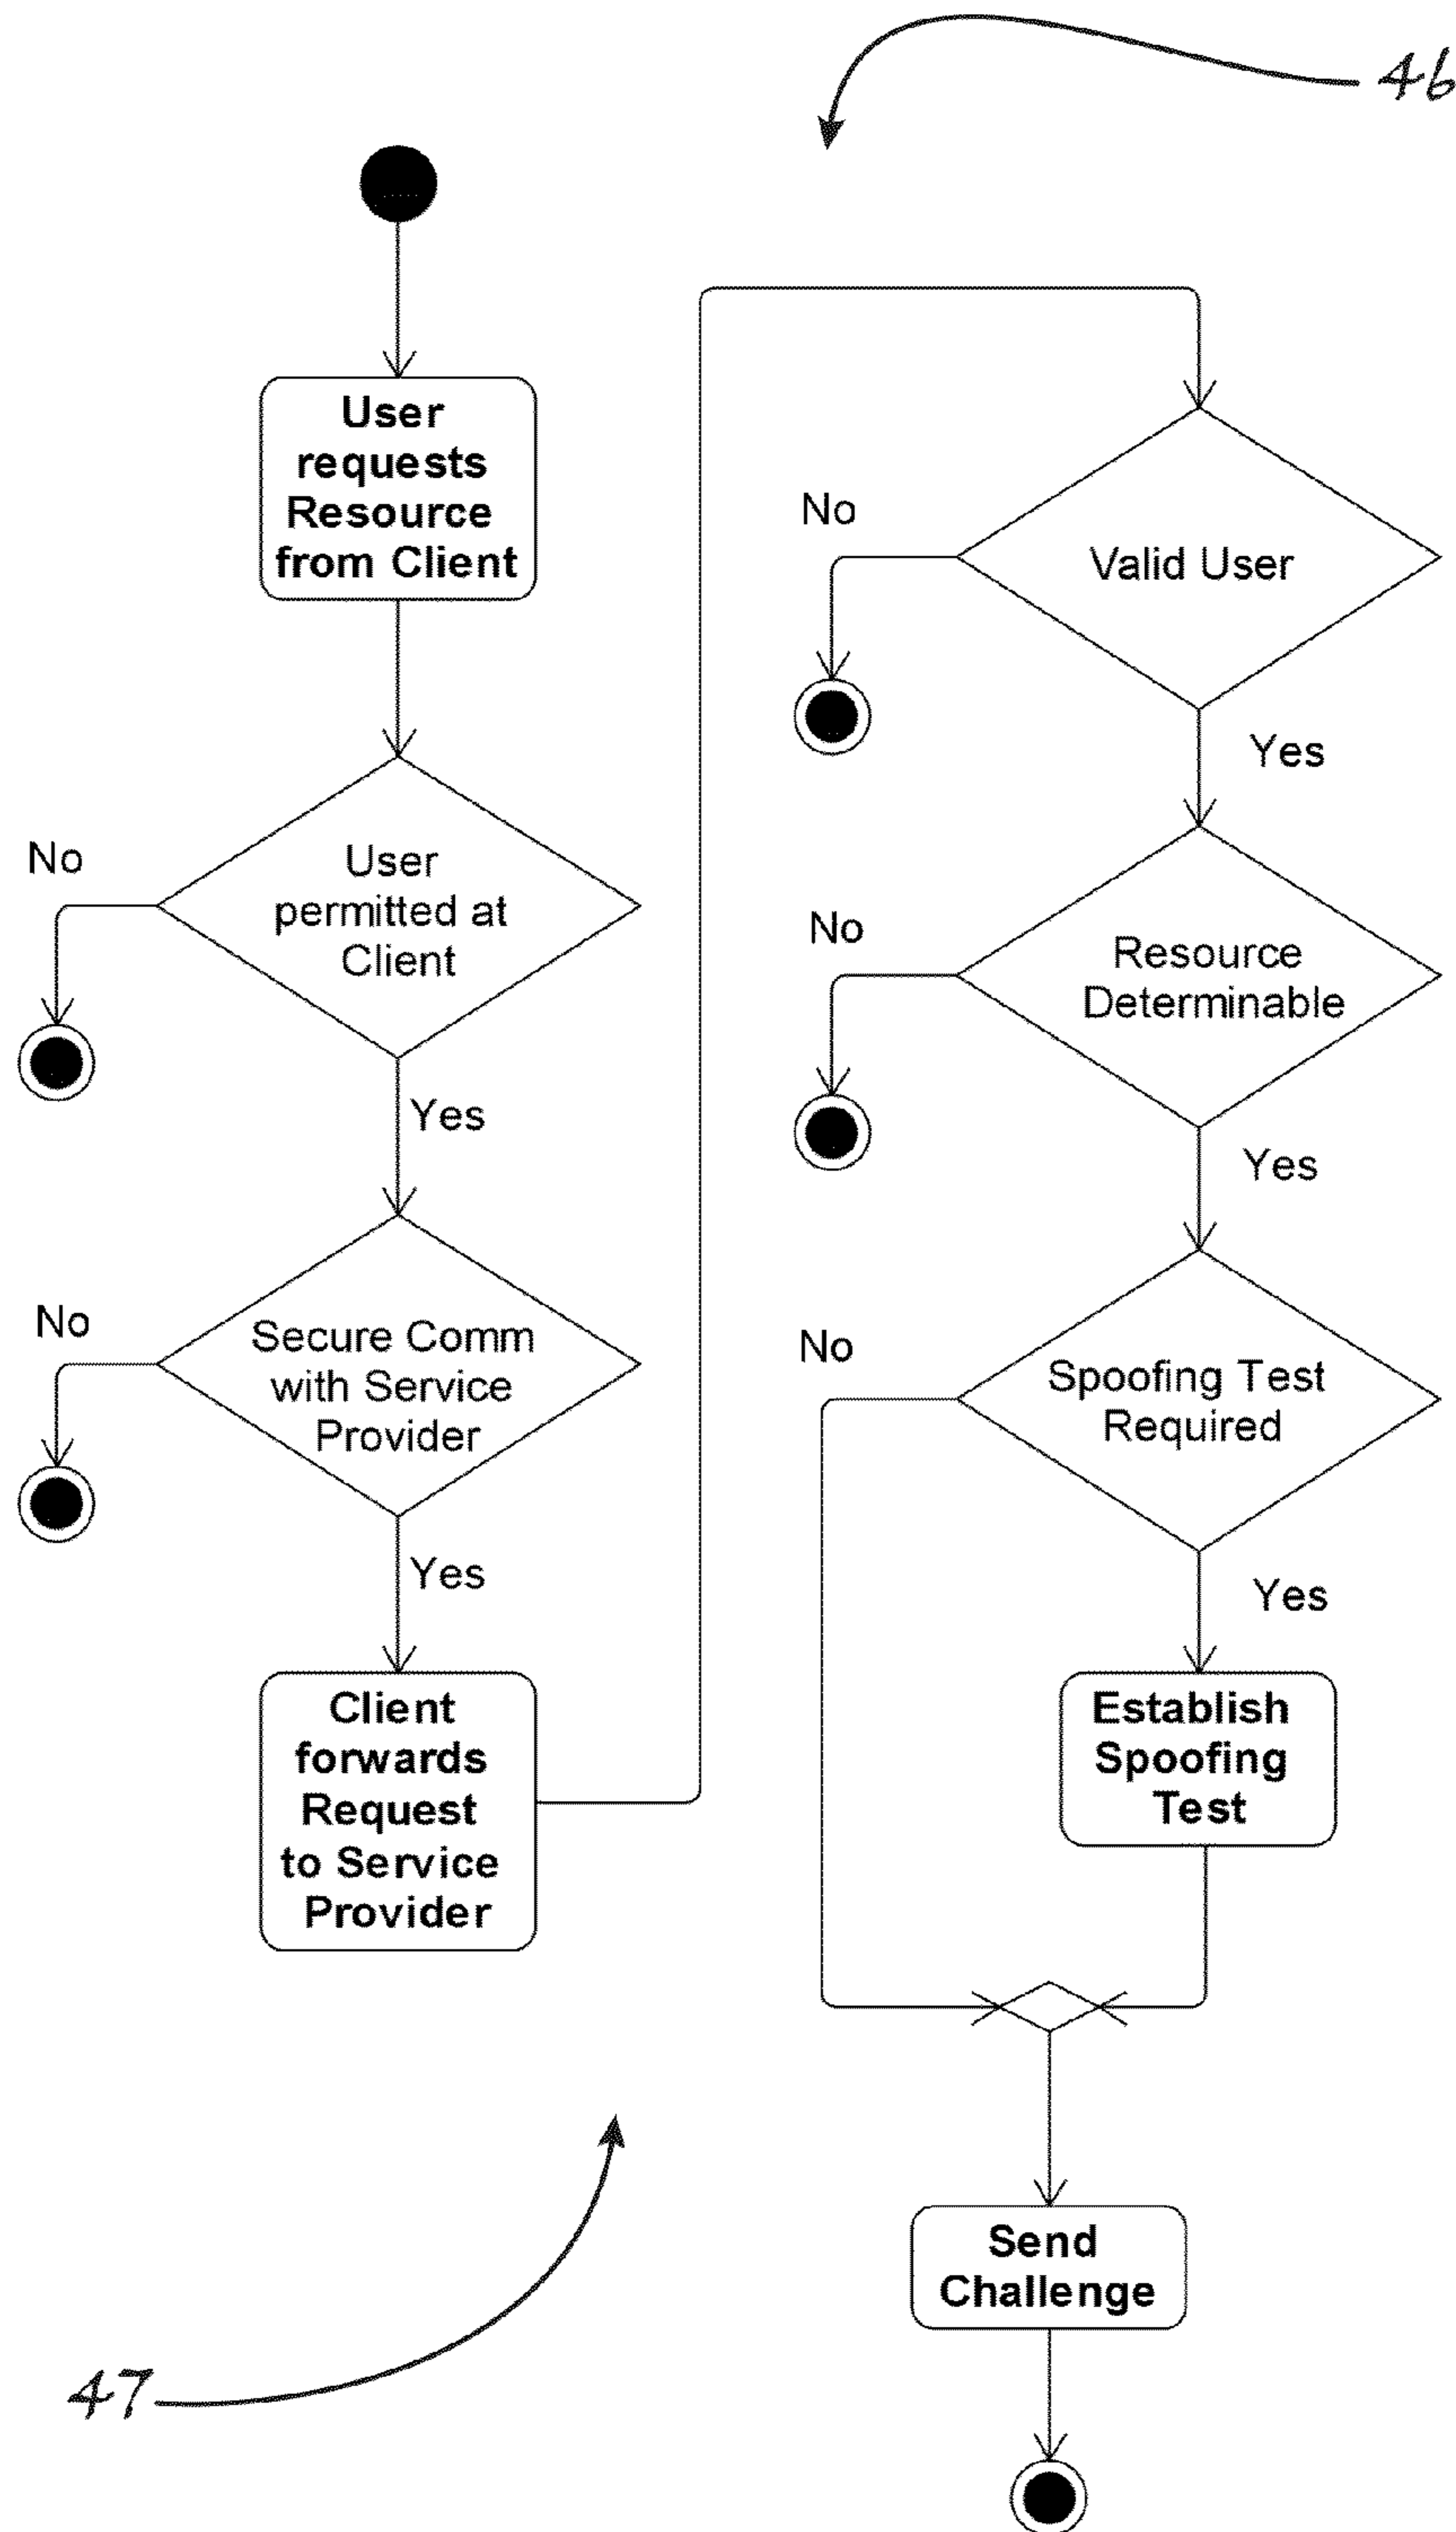 46
User
requests
Resource
from Client
No
User
permitted at
Client
Yes
No
Secure Comm
with Service
Provider
Yes
Client
forwards
Request
to Service
Provider
No
Valid User
Yes
No
Resource
Determinable
Yes
No
Spoofing Test
Required
Yes
Establish
Spoofing
Test
Send
Challenge
47